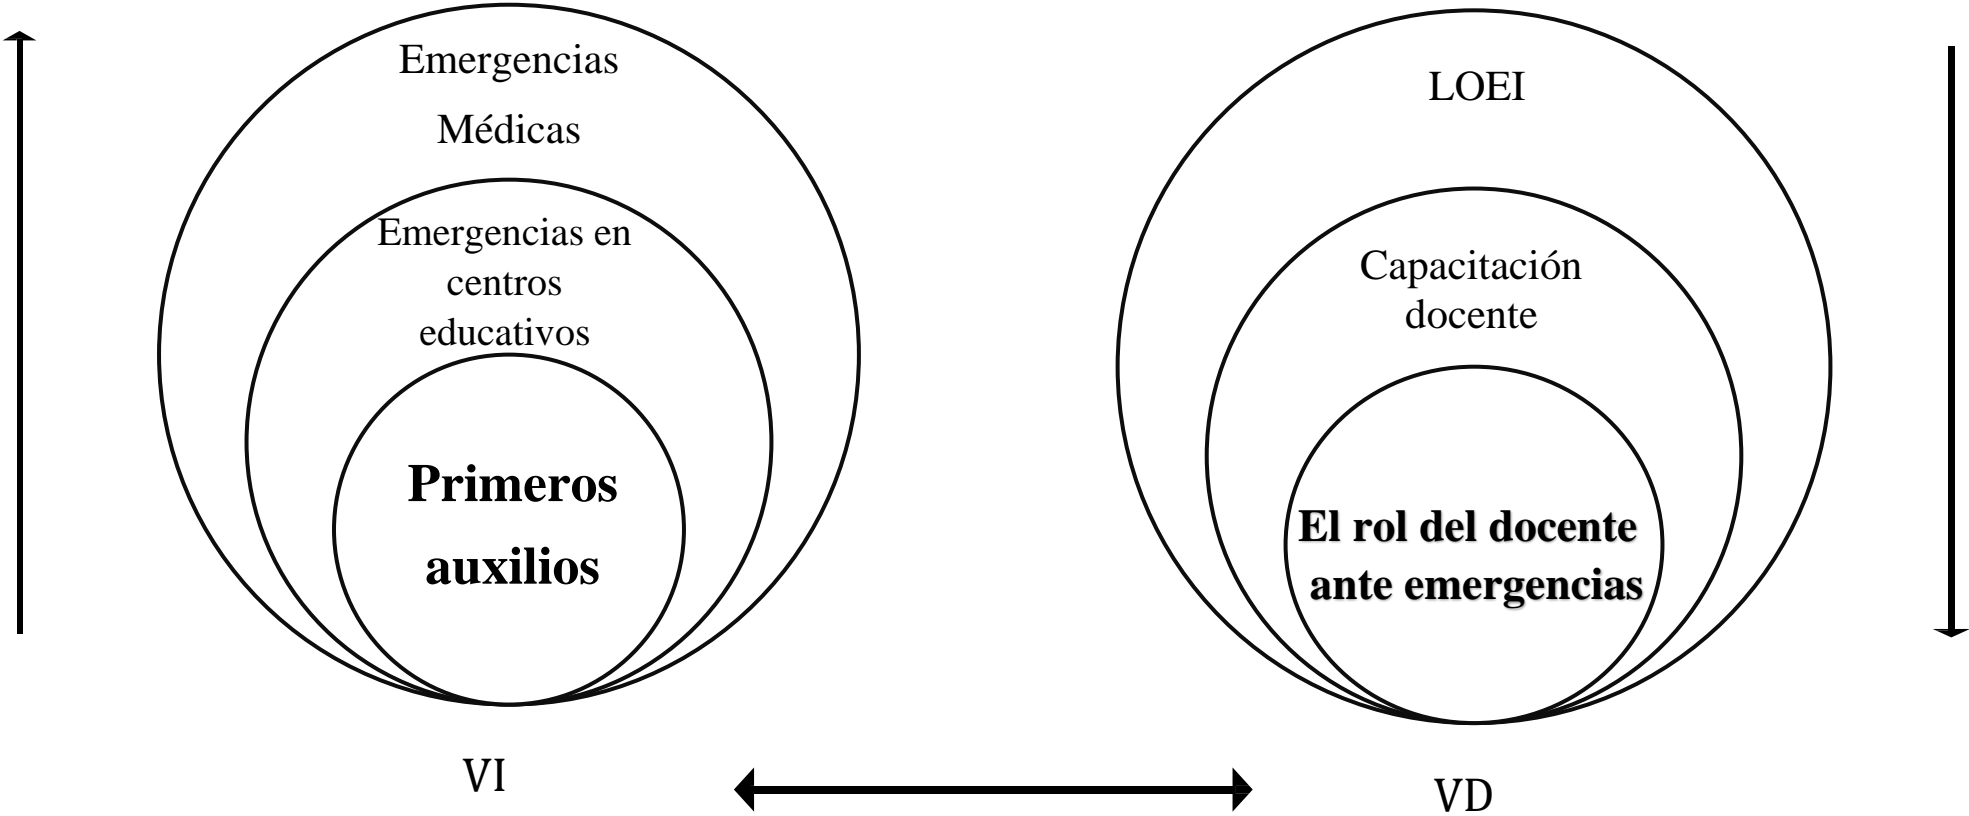 Emergencias
Médicas
Emergencias en
centros
educativos
Primeros
auxilios
VI
LOEI
Capacitación
docente
El rol del docente
ante emergencias
VD